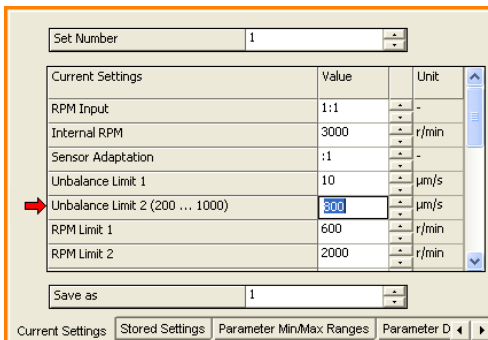 Set Number 1
Current Settings Value Unit
RPM Input 1:1 -
Internal RPM 3000 r/min
Sensor Adaptation :1 -
Unbalance Limit 1 10 µm/s
Unbalance Limit 2 (200 ... 1000) 800 µm/s
RPM Limit 1 600 r/min
RPM Limit 2 2000 r/min
Save as 1
Current Settings Stored Settings Parameter Min/Max Ranges Parameter D